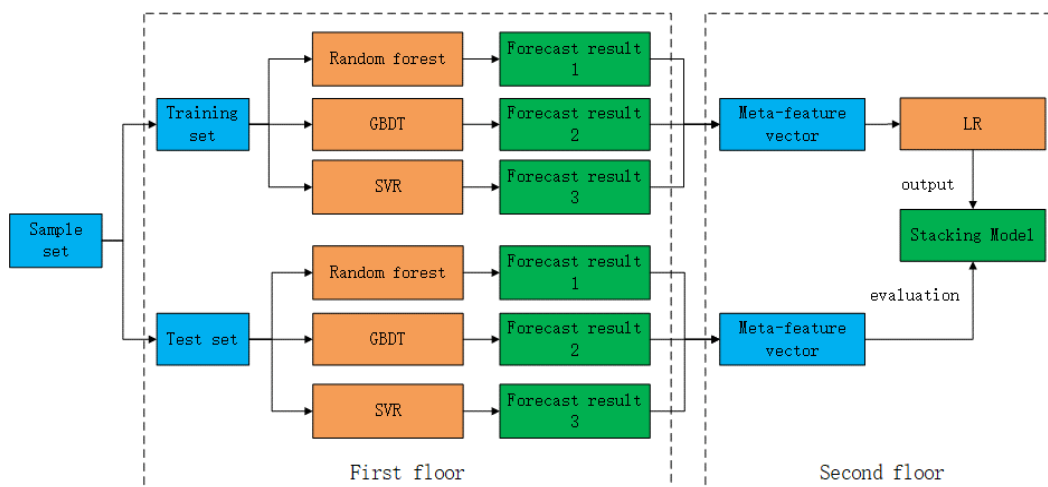 Sample
set
Training
set
Random forest
GBDT
SVR
Forecast result
1
Forecast result
2
Forecast result
3
Test set
Random forest
GBDT
SVR
Forecast result
1
Forecast result
2
Forecast result
3
First floor
Meta-feature
vector
LR
output
Stacking Model
evaluation
Meta-feature
vector
Second floor